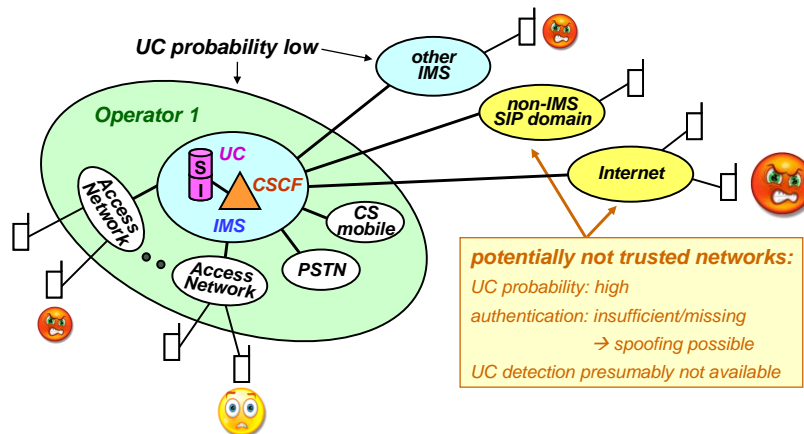 UC probability low
other
IMS
Operator 1
non-IMS
SIP domain
UC
S
I
CSCF
IMS
Internet
Access
Network
CS
mobile
PSTN
Access
Network
potentially not trusted networks:
UC probability: high
authentication: insufficient/missing
→ spoofing possible
UC detection presumably not available